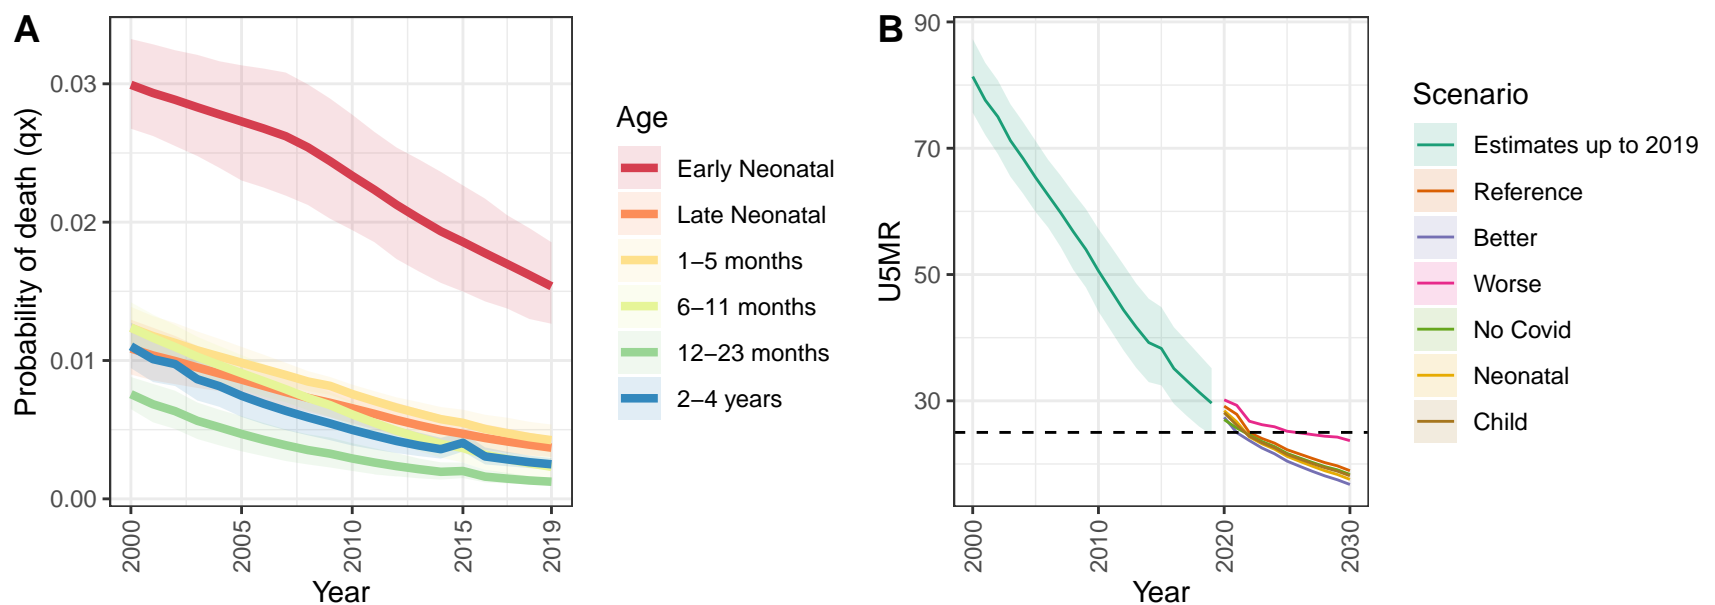 A
Probability of death (qx)
0.03
0.02
0.01
0.00
2000
2005
2010
2015
2019
Year
Age
Early Neonatal
Late Neonatal
1–5 months
6–11 months
12–23 months
2–4 years
B
U5MR
90
70
50
30
2000
2010
2020
2030
Year
Scenario
Estimates up to 2019
Reference
Better
Worse
No Covid
Neonatal
Child